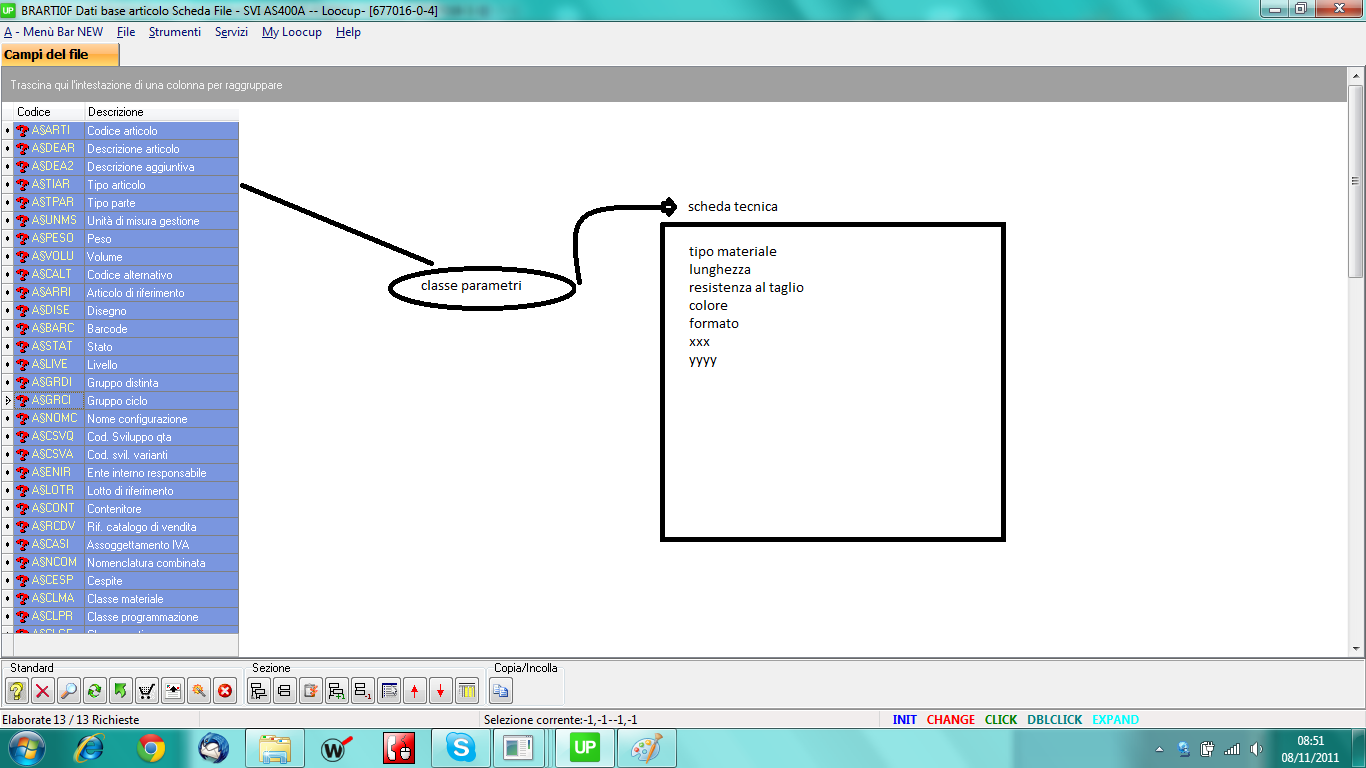 UP BRARTI0F Dati base articolo Scheda File - SVI AS400A -- Loocup- [677016-0-4]
A - Menù Bar NEW File Strumenti Servizi My Loocup Help
Campi del file
Trascina qui l'intestazione di una colonna per raggruppare
Codice Descrizione
A§ARTI Codice articolo
A§DEAR Descrizione articolo
A§DEA2 Descrizione aggiuntiva
A§TIAR Tipo articolo
A§TPAR Tipo parte
A§UNMS Unità di misura gestione
A§PESO Peso
A§VOLU Volume
A§CALT Codice alternativo
A§ARRI Articolo di riferimento
A§DISE Disegno
A§BARC Barcode
A§STAT Stato
A§LIVE Livello
A§GRDI Gruppo distinta
A§GRCI Gruppo ciclo
A§NOMC Nome configurazione
A§CSVQ Cod. Sviluppo qta
A§CSVA Cod. svil. varianti
A§ENIR Ente interno responsabile
A§LOTR Lotto di riferimento
A§CONT Contenitore
A§RCDV Rif. catalogo di vendita
A§CASI Assoggettamento IVA
A§NCOM Nomenclatura combinata
A§CESP Cespite
A§CLMA Classe materiale
A§CLPR Classe programmazione
classe parametri
scheda tecnica
tipo materiale
lunghezza
resistenza al taglio
colore
formato
xxx
yyyy
Standard Sezione Copia/Incolla
Elaborate 13 / 13 Richieste Selezione corrente:-1,-1--1,-1 INIT CHANGE CLICK DBLCLICK EXPAND
UP
08:51
08/11/2011